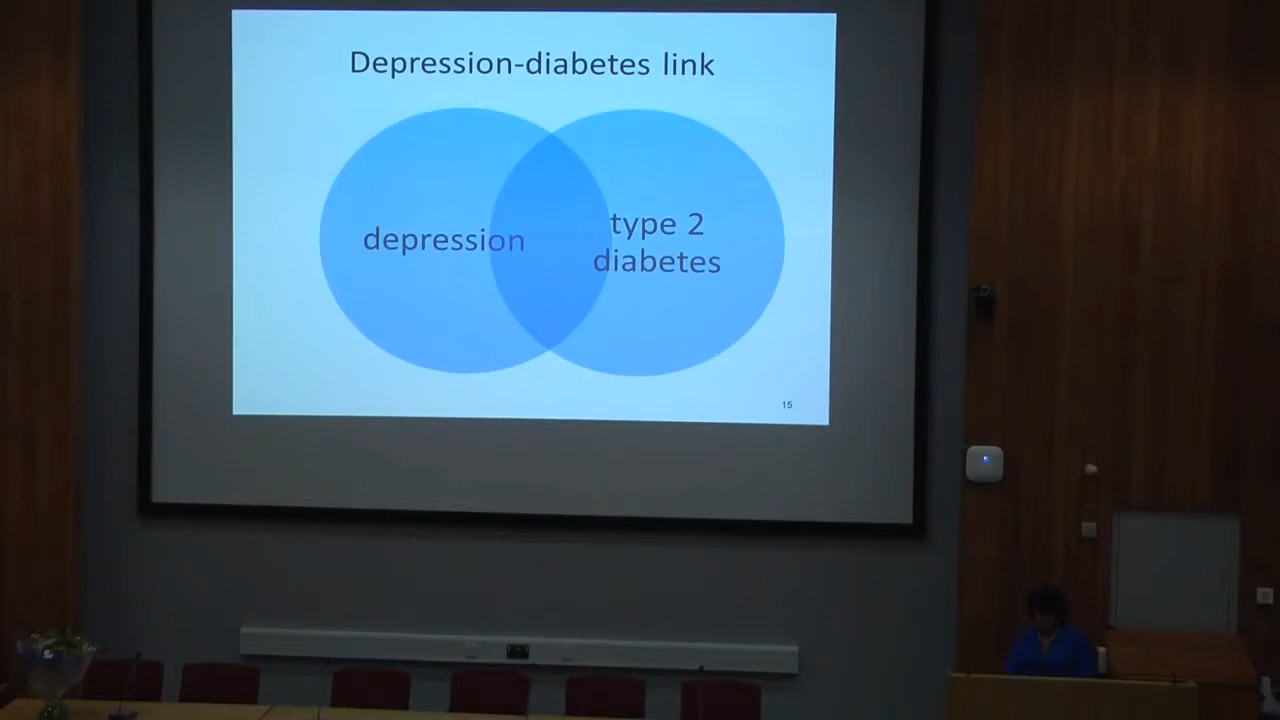 Depression-diabetes link
depression
type 2
diabetes
15